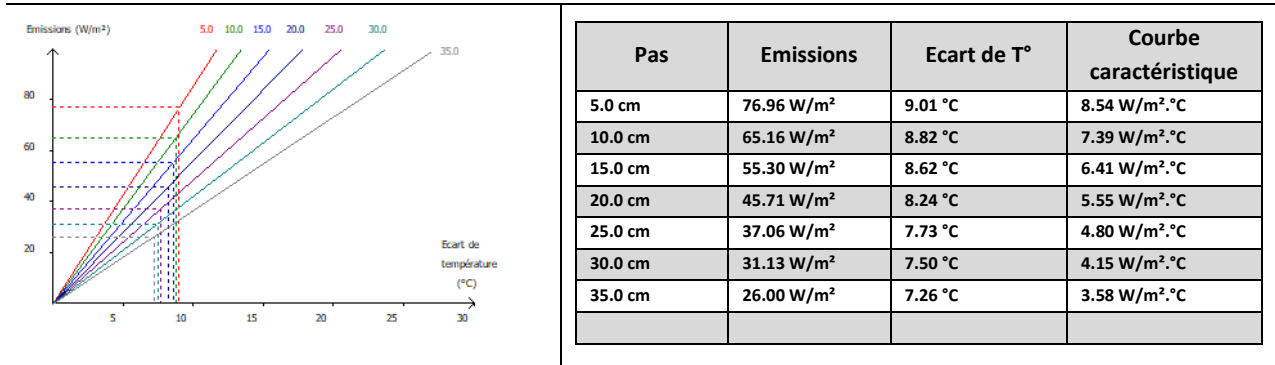 Emissions (W/m²) 5.0 10.0 15.0 20.0 25.0 30.0
35.0
80
60
40
20
Ecart de
température
(°C)
5 10 15 20 25 30
Pas Emissions Ecart de T° Courbe caractéristique
5.0 cm 76.96 W/m² 9.01 °C 8.54 W/m².°C
10.0 cm 65.16 W/m² 8.82 °C 7.39 W/m².°C
15.0 cm 55.30 W/m² 8.62 °C 6.41 W/m².°C
20.0 cm 45.71 W/m² 8.24 °C 5.55 W/m².°C
25.0 cm 37.06 W/m² 7.73 °C 4.80 W/m².°C
30.0 cm 31.13 W/m² 7.50 °C 4.15 W/m².°C
35.0 cm 26.00 W/m² 7.26 °C 3.58 W/m².°C